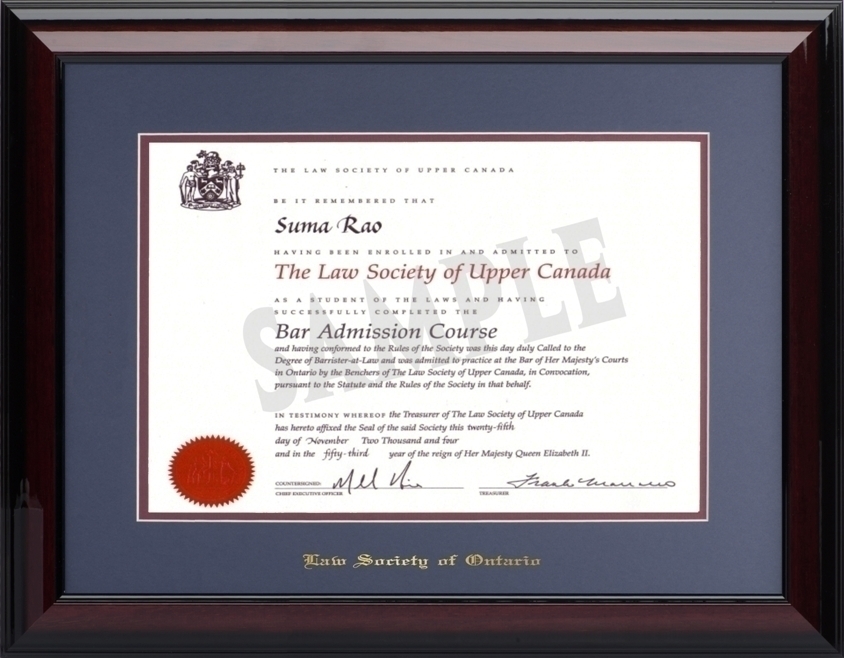 THE LAW SOCIETY OF UPPER CANADA
BE IT REMEMBERED THAT
Suma Rao
HAVING BEEN ENROLLED IN AND ADMITTED TO
The Law Society of Upper Canada
AS A STUDENT OF THE LAWS AND HAVING
SUCCESSFULLY COMPLETED THE
Bar Admission Course
and having conformed to the Rules of the Society was this day duly Called to the
Degree of Barrister-at-Law and was admitted to practice at the Bar of Her Majesty's Courts
in Ontario by the Benchers of The Law Society of Upper Canada, in Convocation,
pursuant to the Statute and the Rules of the Society in that behalf.
SAMPLE
IN TESTIMONY WHEREOF the Treasurer of The Law Society of Upper Canada
has hereto affixed the Seal of the said Society this twenty-fifth
day of November Two Thousand and four
and in the fifty-third year of the reign of Her Majesty Queen Elizabeth II.
COUNTERSIGNED:
CHIEF EXECUTIVE OFFICER TREASURER
Law Society of Ontario